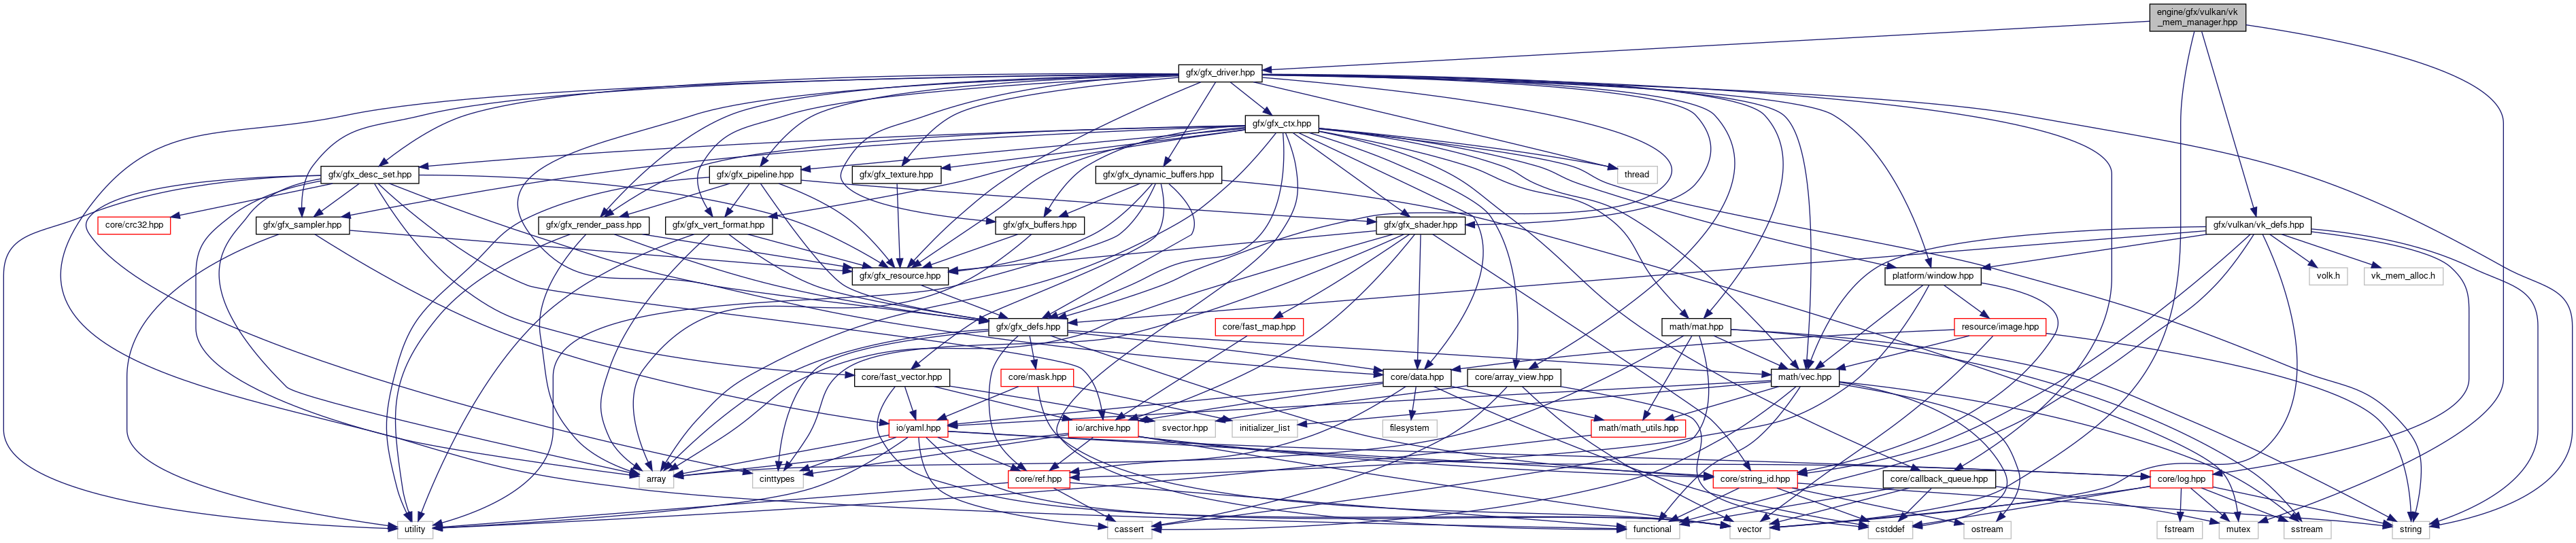 engine/gfx/vulkan/vk
_mem_manager.hpp
gfx/gfx_driver.hpp
gfx/gfx_ctx.hpp
gfx/gfx_desc_set.hpp
gfx/gfx_pipeline.hpp
gfx/gfx_texture.hpp
gfx/gfx_dynamic_buffers.hpp
thread
core/crc32.hpp
gfx/gfx_sampler.hpp
gfx/gfx_render_pass.hpp
gfx/gfx_vert_format.hpp
gfx/gfx_buffers.hpp
gfx/gfx_shader.hpp
gfx/vulkan/vk_defs.hpp
gfx/gfx_resource.hpp
platform/window.hpp
volk.h
vk_mem_alloc.h
gfx/gfx_defs.hpp
core/fast_map.hpp
math/mat.hpp
resource/image.hpp
core/fast_vector.hpp
core/mask.hpp
core/data.hpp
core/array_view.hpp
math/vec.hpp
io/yaml.hpp
io/archive.hpp
svector.hpp
initializer_list
filesystem
math/math_utils.hpp
array
cinttypes
core/ref.hpp
core/string_id.hpp
core/callback_queue.hpp
core/log.hpp
utility
cassert
functional
vector
cstddef
ostream
fstream
mutex
sstream
string